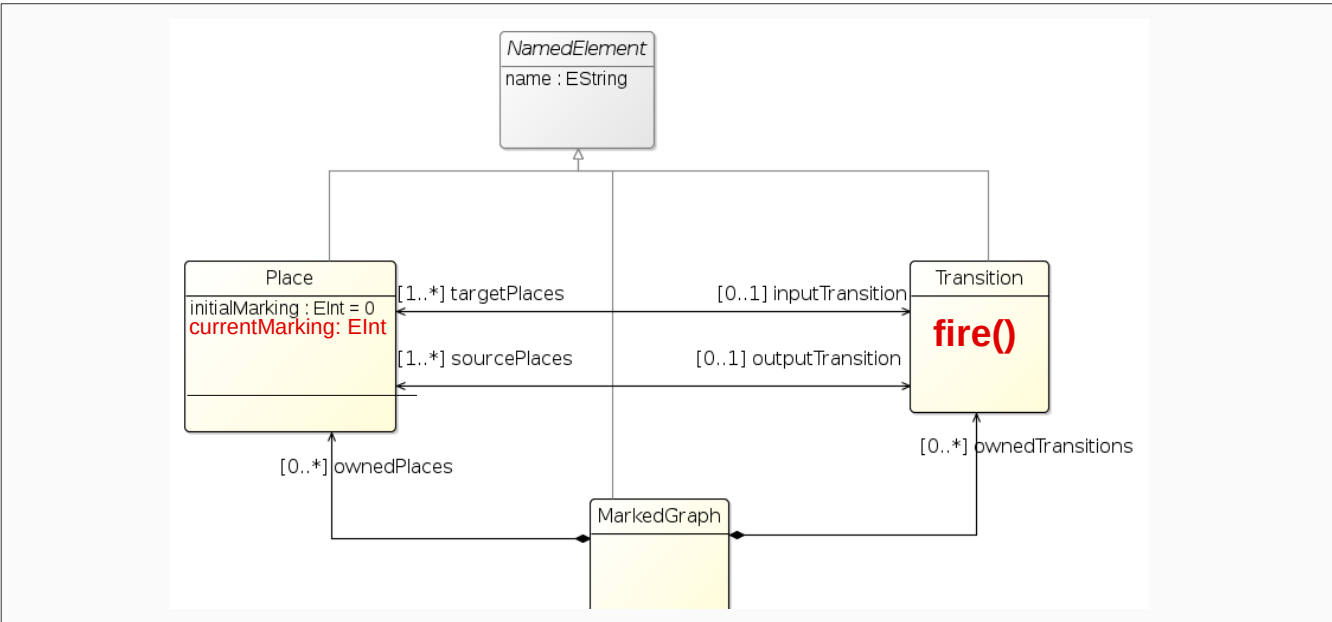 NamedElement
name : EString
Place
initialMarking : EInt = 0
currentMarking: EInt
[1..*] targetPlaces
[0..1] inputTransition
[1..*] sourcePlaces
[0..1] outputTransition
Transition
fire()
[0..*] ownedPlaces
[0..*] ownedTransitions
MarkedGraph